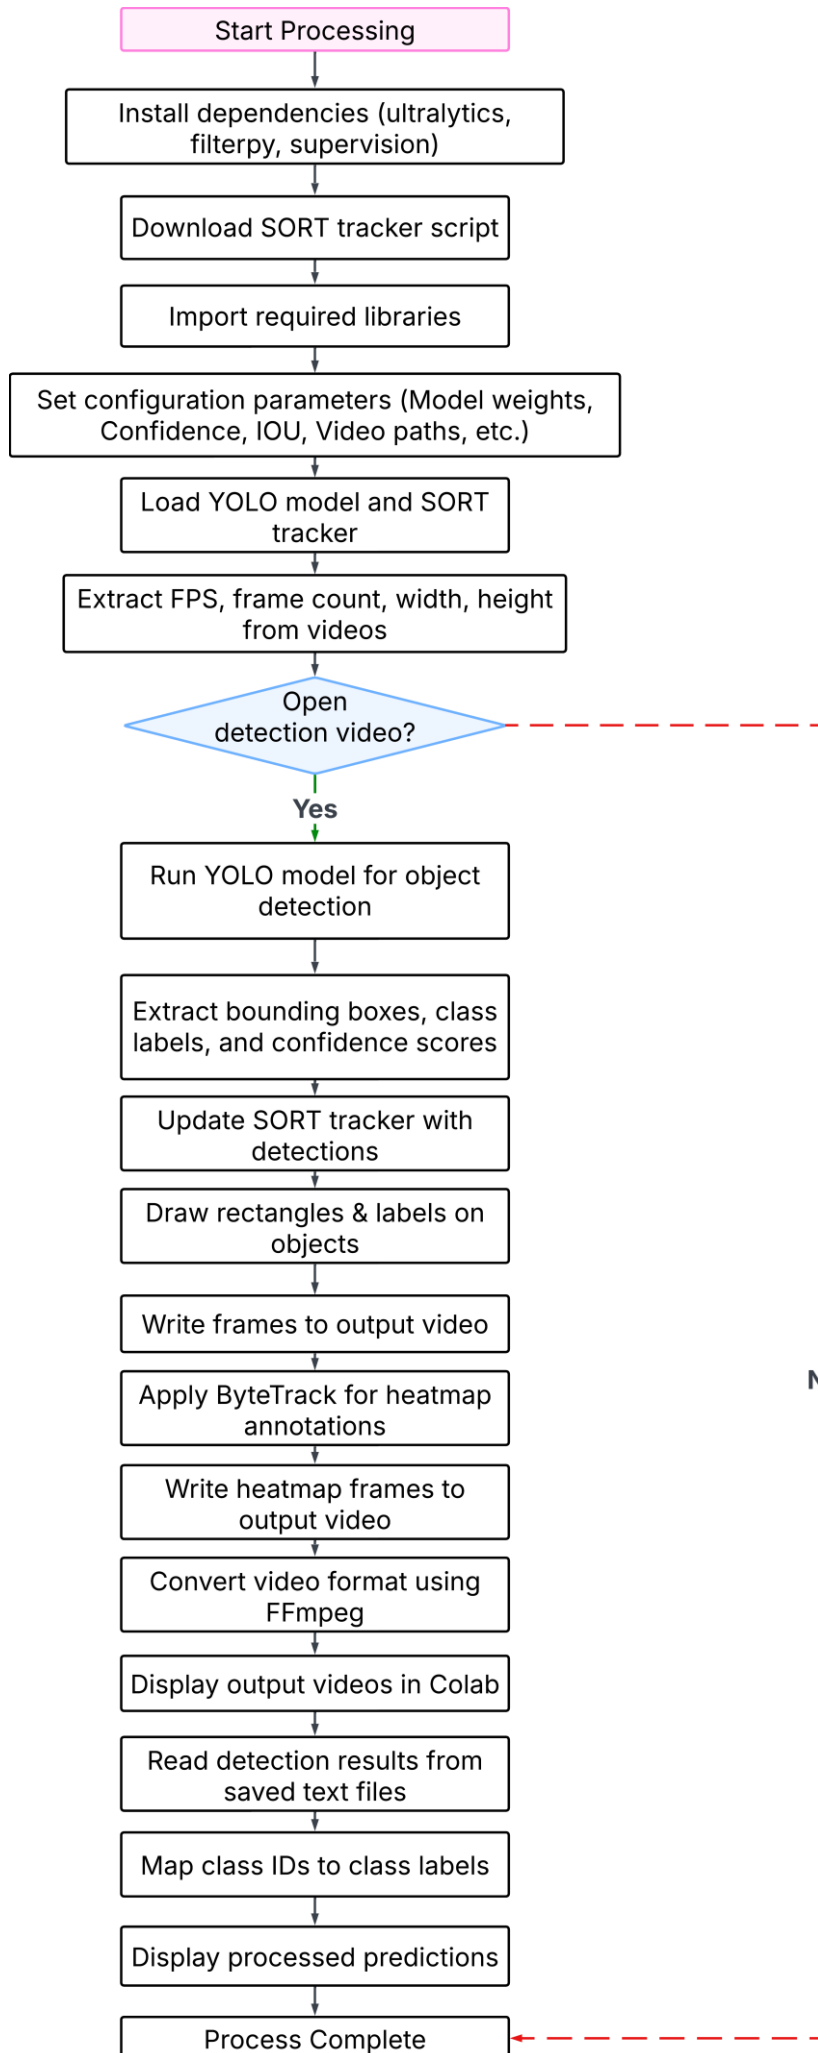 Start Processing
Install dependencies (ultralytics,
filterpy, supervision)
Download SORT tracker script
Import required libraries
Set configuration parameters (Model weights,
Confidence, IOU, Video paths, etc.)
Load YOLO model and SORT
tracker
Extract FPS, frame count, width, height
from videos
Open
detection video?
Yes
Run YOLO model for object
detection
Extract bounding boxes, class
labels, and confidence scores
Update SORT tracker with
detections
Draw rectangles & labels on
objects
Write frames to output video
Apply ByteTrack for heatmap
annotations
Write heatmap frames to
output video
Convert video format using
FFmpeg
Display output videos in Colab
Read detection results from
saved text files
Map class IDs to class labels
Display processed predictions
Process Complete